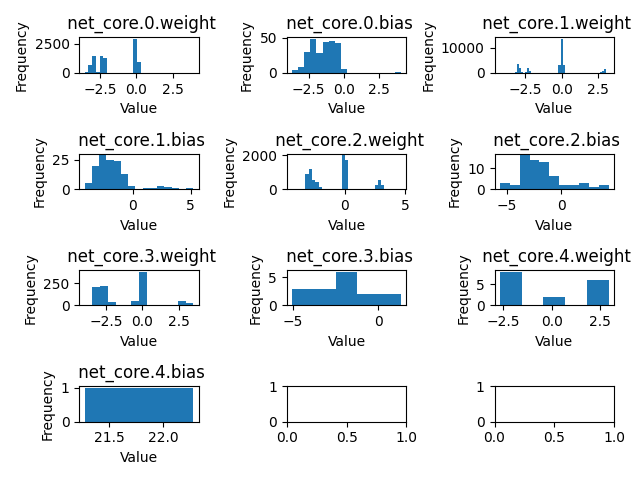 net_core.0.weight
Frequency
2500
0
−2.5 0.0 2.5
Value
net_core.0.bias
Frequency
50
0
−2.5 0.0 2.5
Value
net_core.1.weight
Frequency
10000
0
−2.5 0.0 2.5
Value
net_core.1.bias
Frequency
25
0
0 5
Value
net_core.2.weight
Frequency
2000
0
0 5
Value
net_core.2.bias
Frequency
10
0
−5 0
Value
net_core.3.weight
Frequency
250
0
−2.5 0.0 2.5
Value
net_core.3.bias
Frequency
5
0
−5 0
Value
net_core.4.weight
Frequency
5
0
−2.5 0.0 2.5
Value
net_core.4.bias
Frequency
1
0
21.5 22.0
Value
1
0
0.0 0.5 1.0
1
0
0.0 0.5 1.0